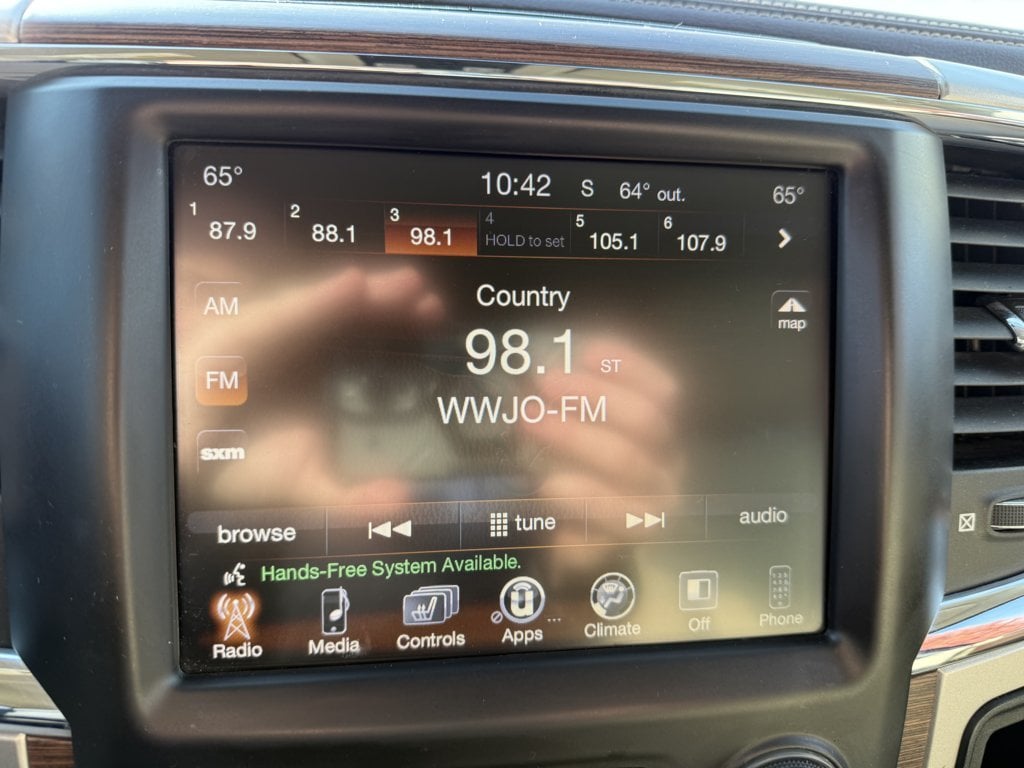 65° 10:42 S 64° out. 65°
1 87.9 2 88.1 3 98.1 4 HOLD to set 5 105.1 6 107.9
Country
AM
map
98.1 ST
FM
WWJO-FM
sxm
browse tune audio
Hands-Free System Available.
Radio Media Controls Apps Climate Off Phone